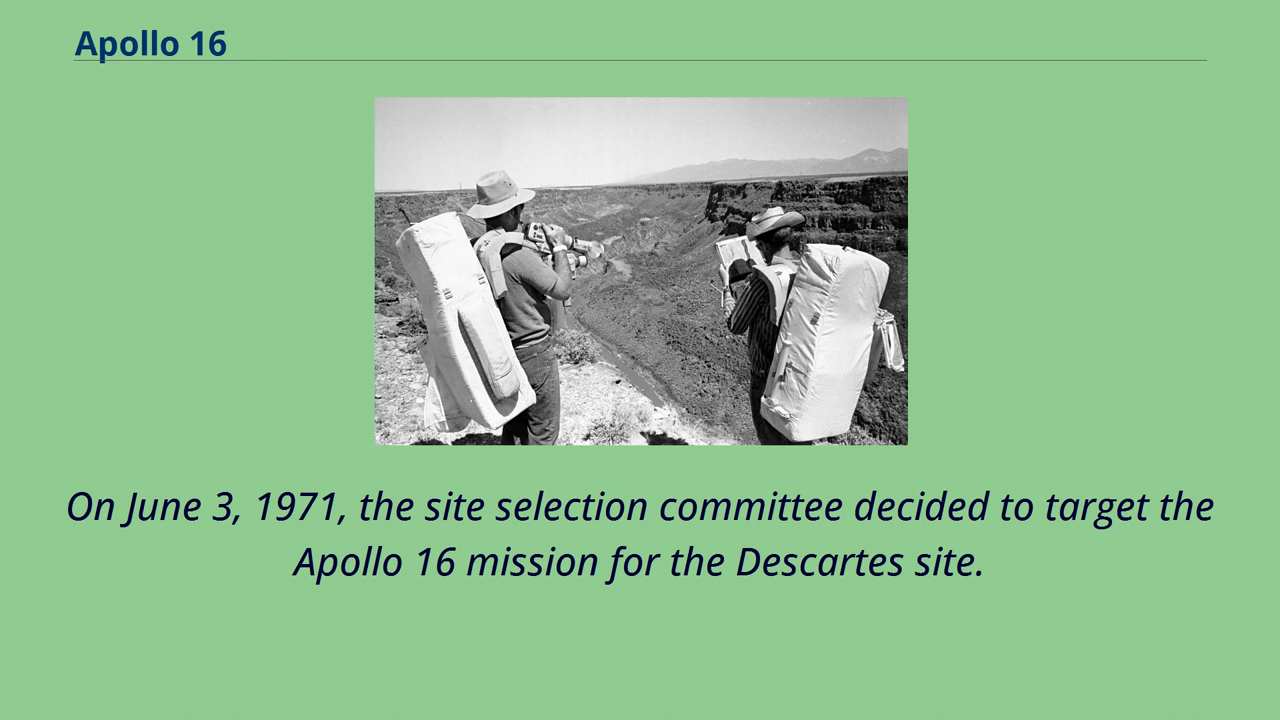 Apollo 16
On June 3, 1971, the site selection committee decided to target the
Apollo 16 mission for the Descartes site.